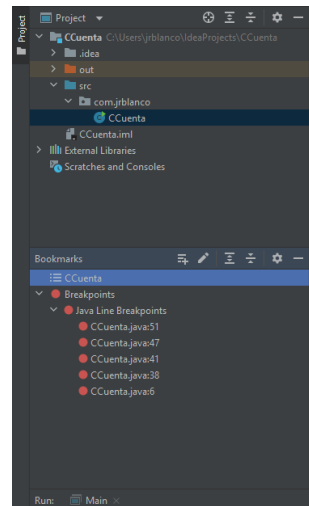 Project
Project
CCuenta C:\Users\jrblanco\IdeaProjects\CCuenta
.idea
out
src
com.jrblanco
CCuenta
CCuenta.iml
External Libraries
Scratches and Consoles
Bookmarks
CCuenta
Breakpoints
Java Line Breakpoints
CCuenta.java:51
CCuenta.java:47
CCuenta.java:41
CCuenta.java:38
CCuenta.java:6
Run: Main